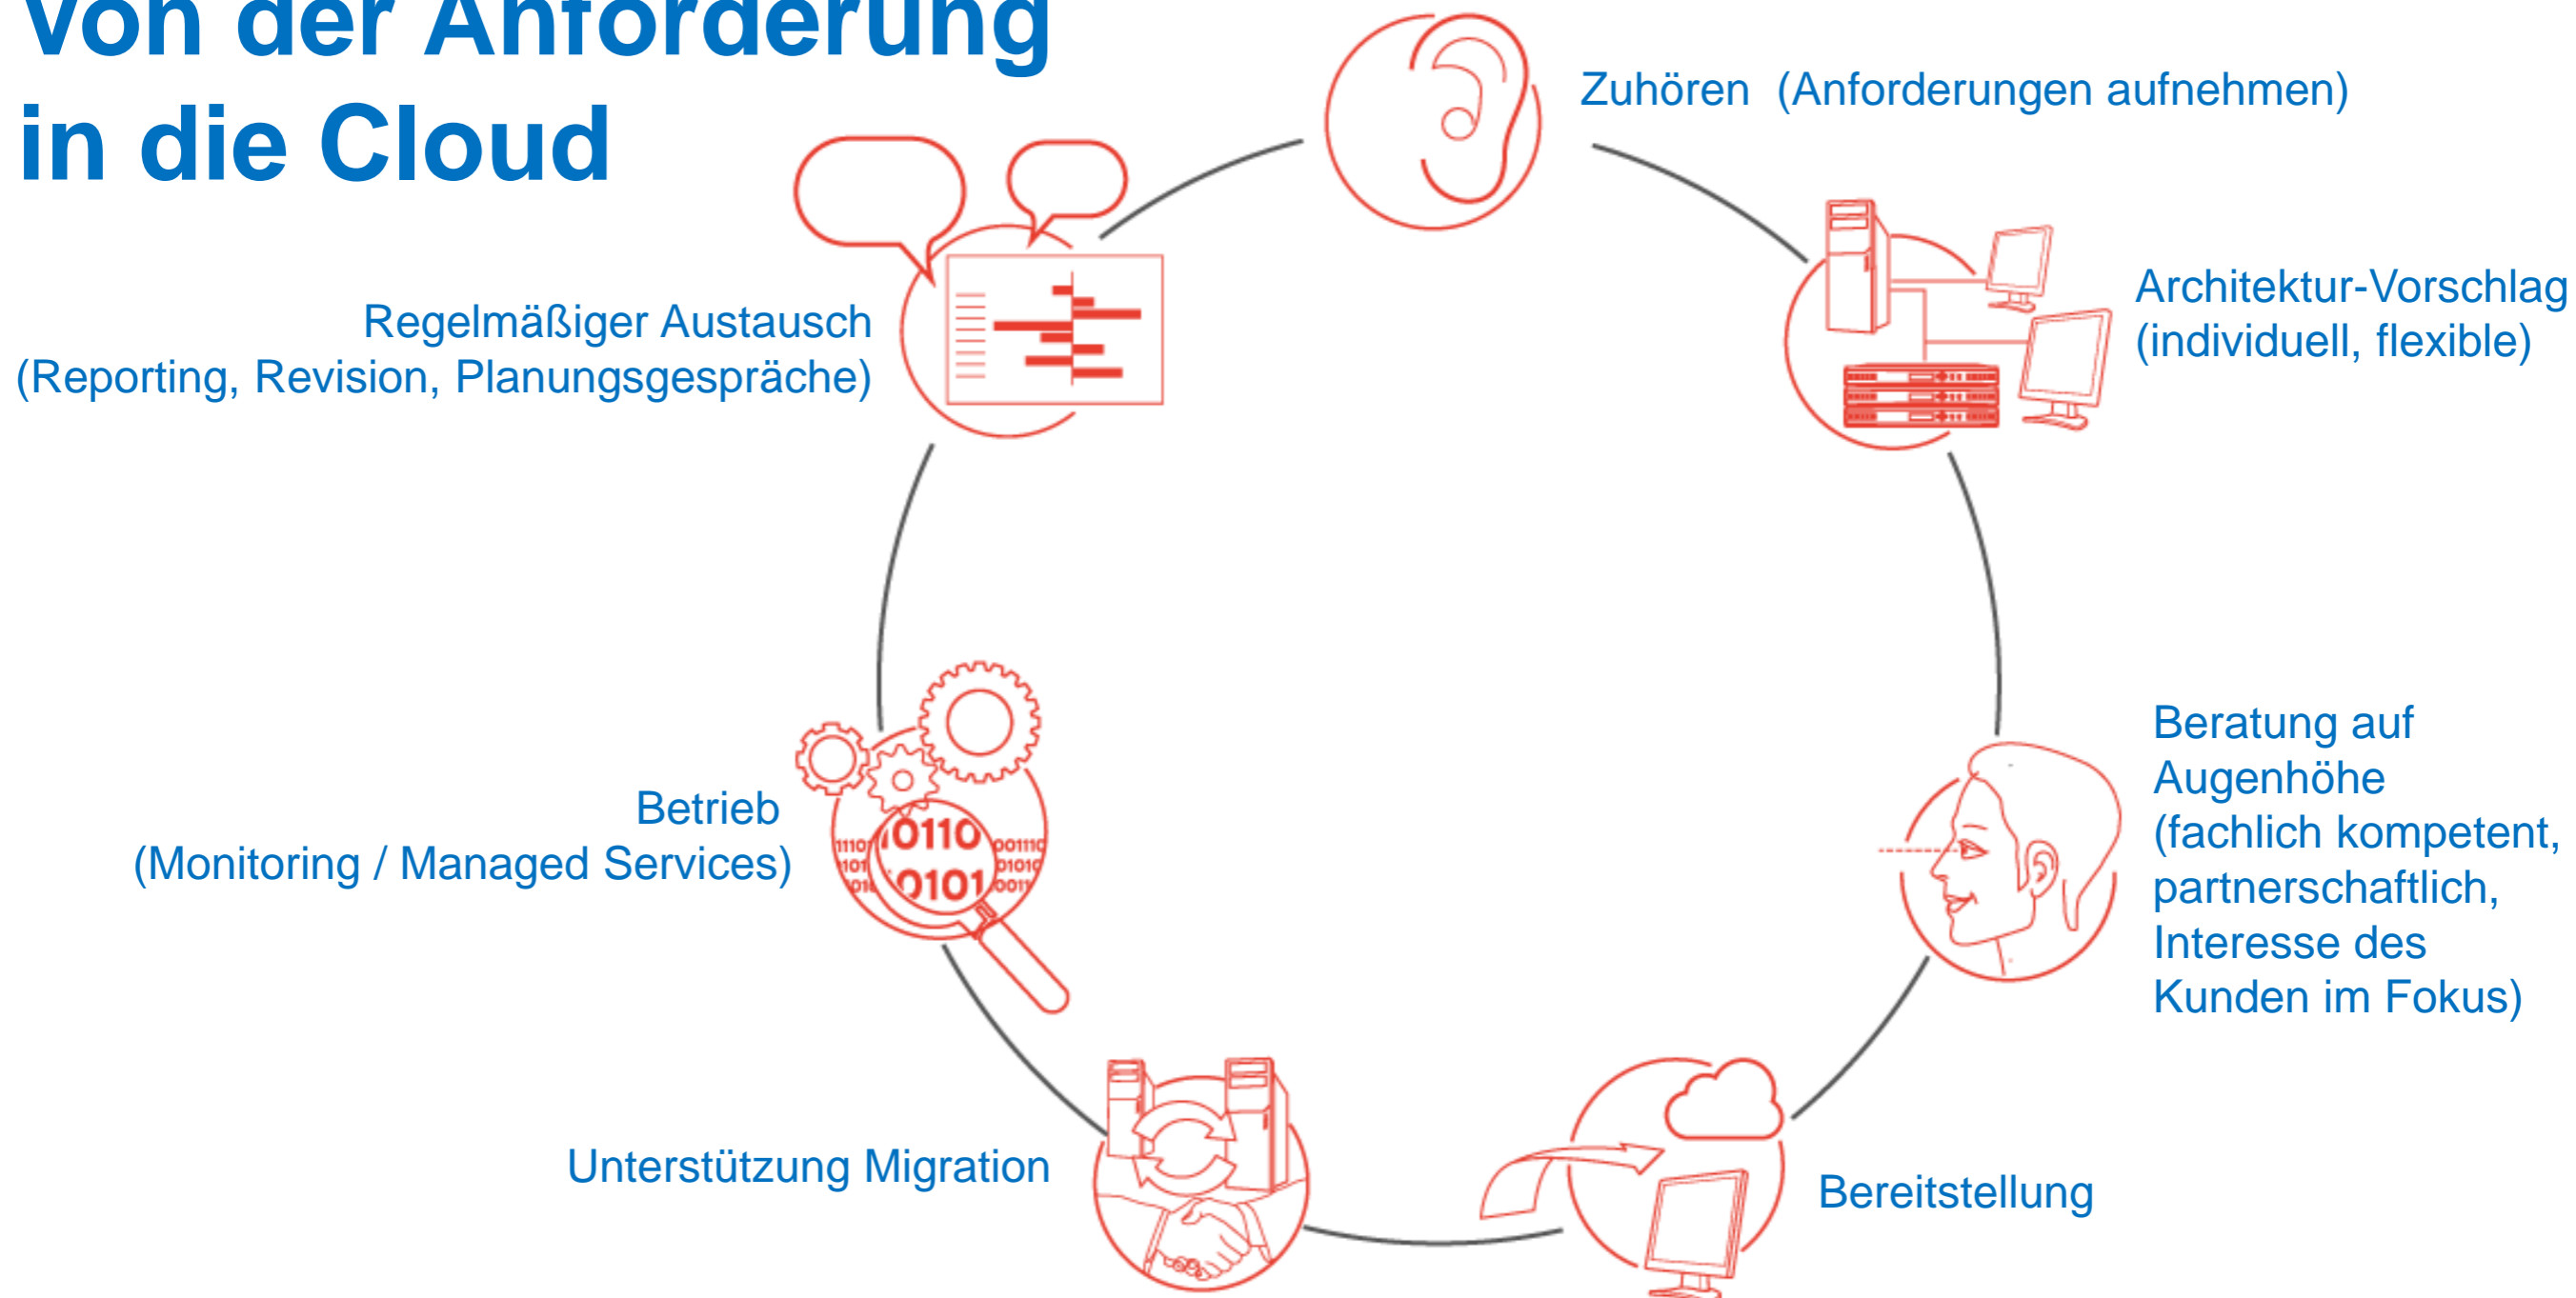 Von der Anforderung
in die Cloud
Zuhören (Anforderungen aufnehmen)
Architektur-Vorschlag
(individuell, flexible)
Beratung auf
Augenhöhe
(fachlich kompetent,
partnerschaftlich,
Interesse des
Kunden im Fokus)
Bereitstellung
Unterstützung Migration
Betrieb
(Monitoring / Managed Services)
0110
0101
Regelmäßiger Austausch
(Reporting, Revision, Planungsgespräche)